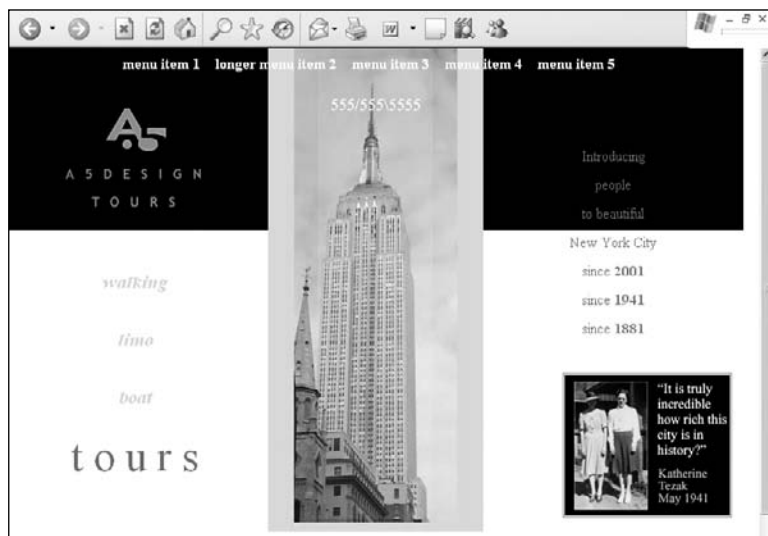 menu item 1 longer menu item 2 menu item 3 menu item 4 menu item 5
555/555\5555
A5
A5DESIGN
TOURS
walking
limo
boat
tours
Introducing
people
to beautiful
New York City
since 2001
since 1941
since 1881
“It is truly
incredible
how rich this
city is in
history?”
Katherine
Tezak
May 1941
W